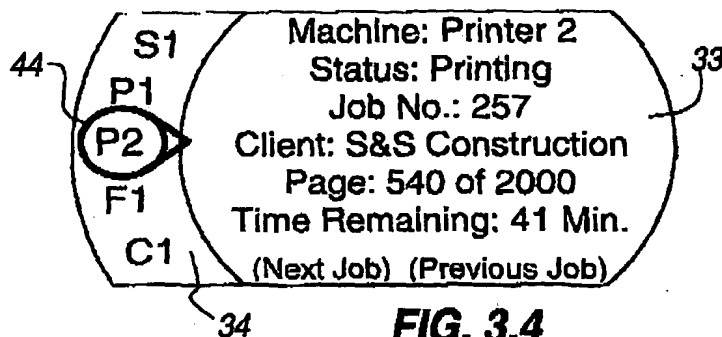 S1
P1
P2
F1
C1
44
34
Machine: Printer 2
Status: Printing
Job No.: 257
Client: S&S Construction
Page: 540 of 2000
Time Remaining: 41 Min.
(Next Job) (Previous Job)
33
FIG. 3.4